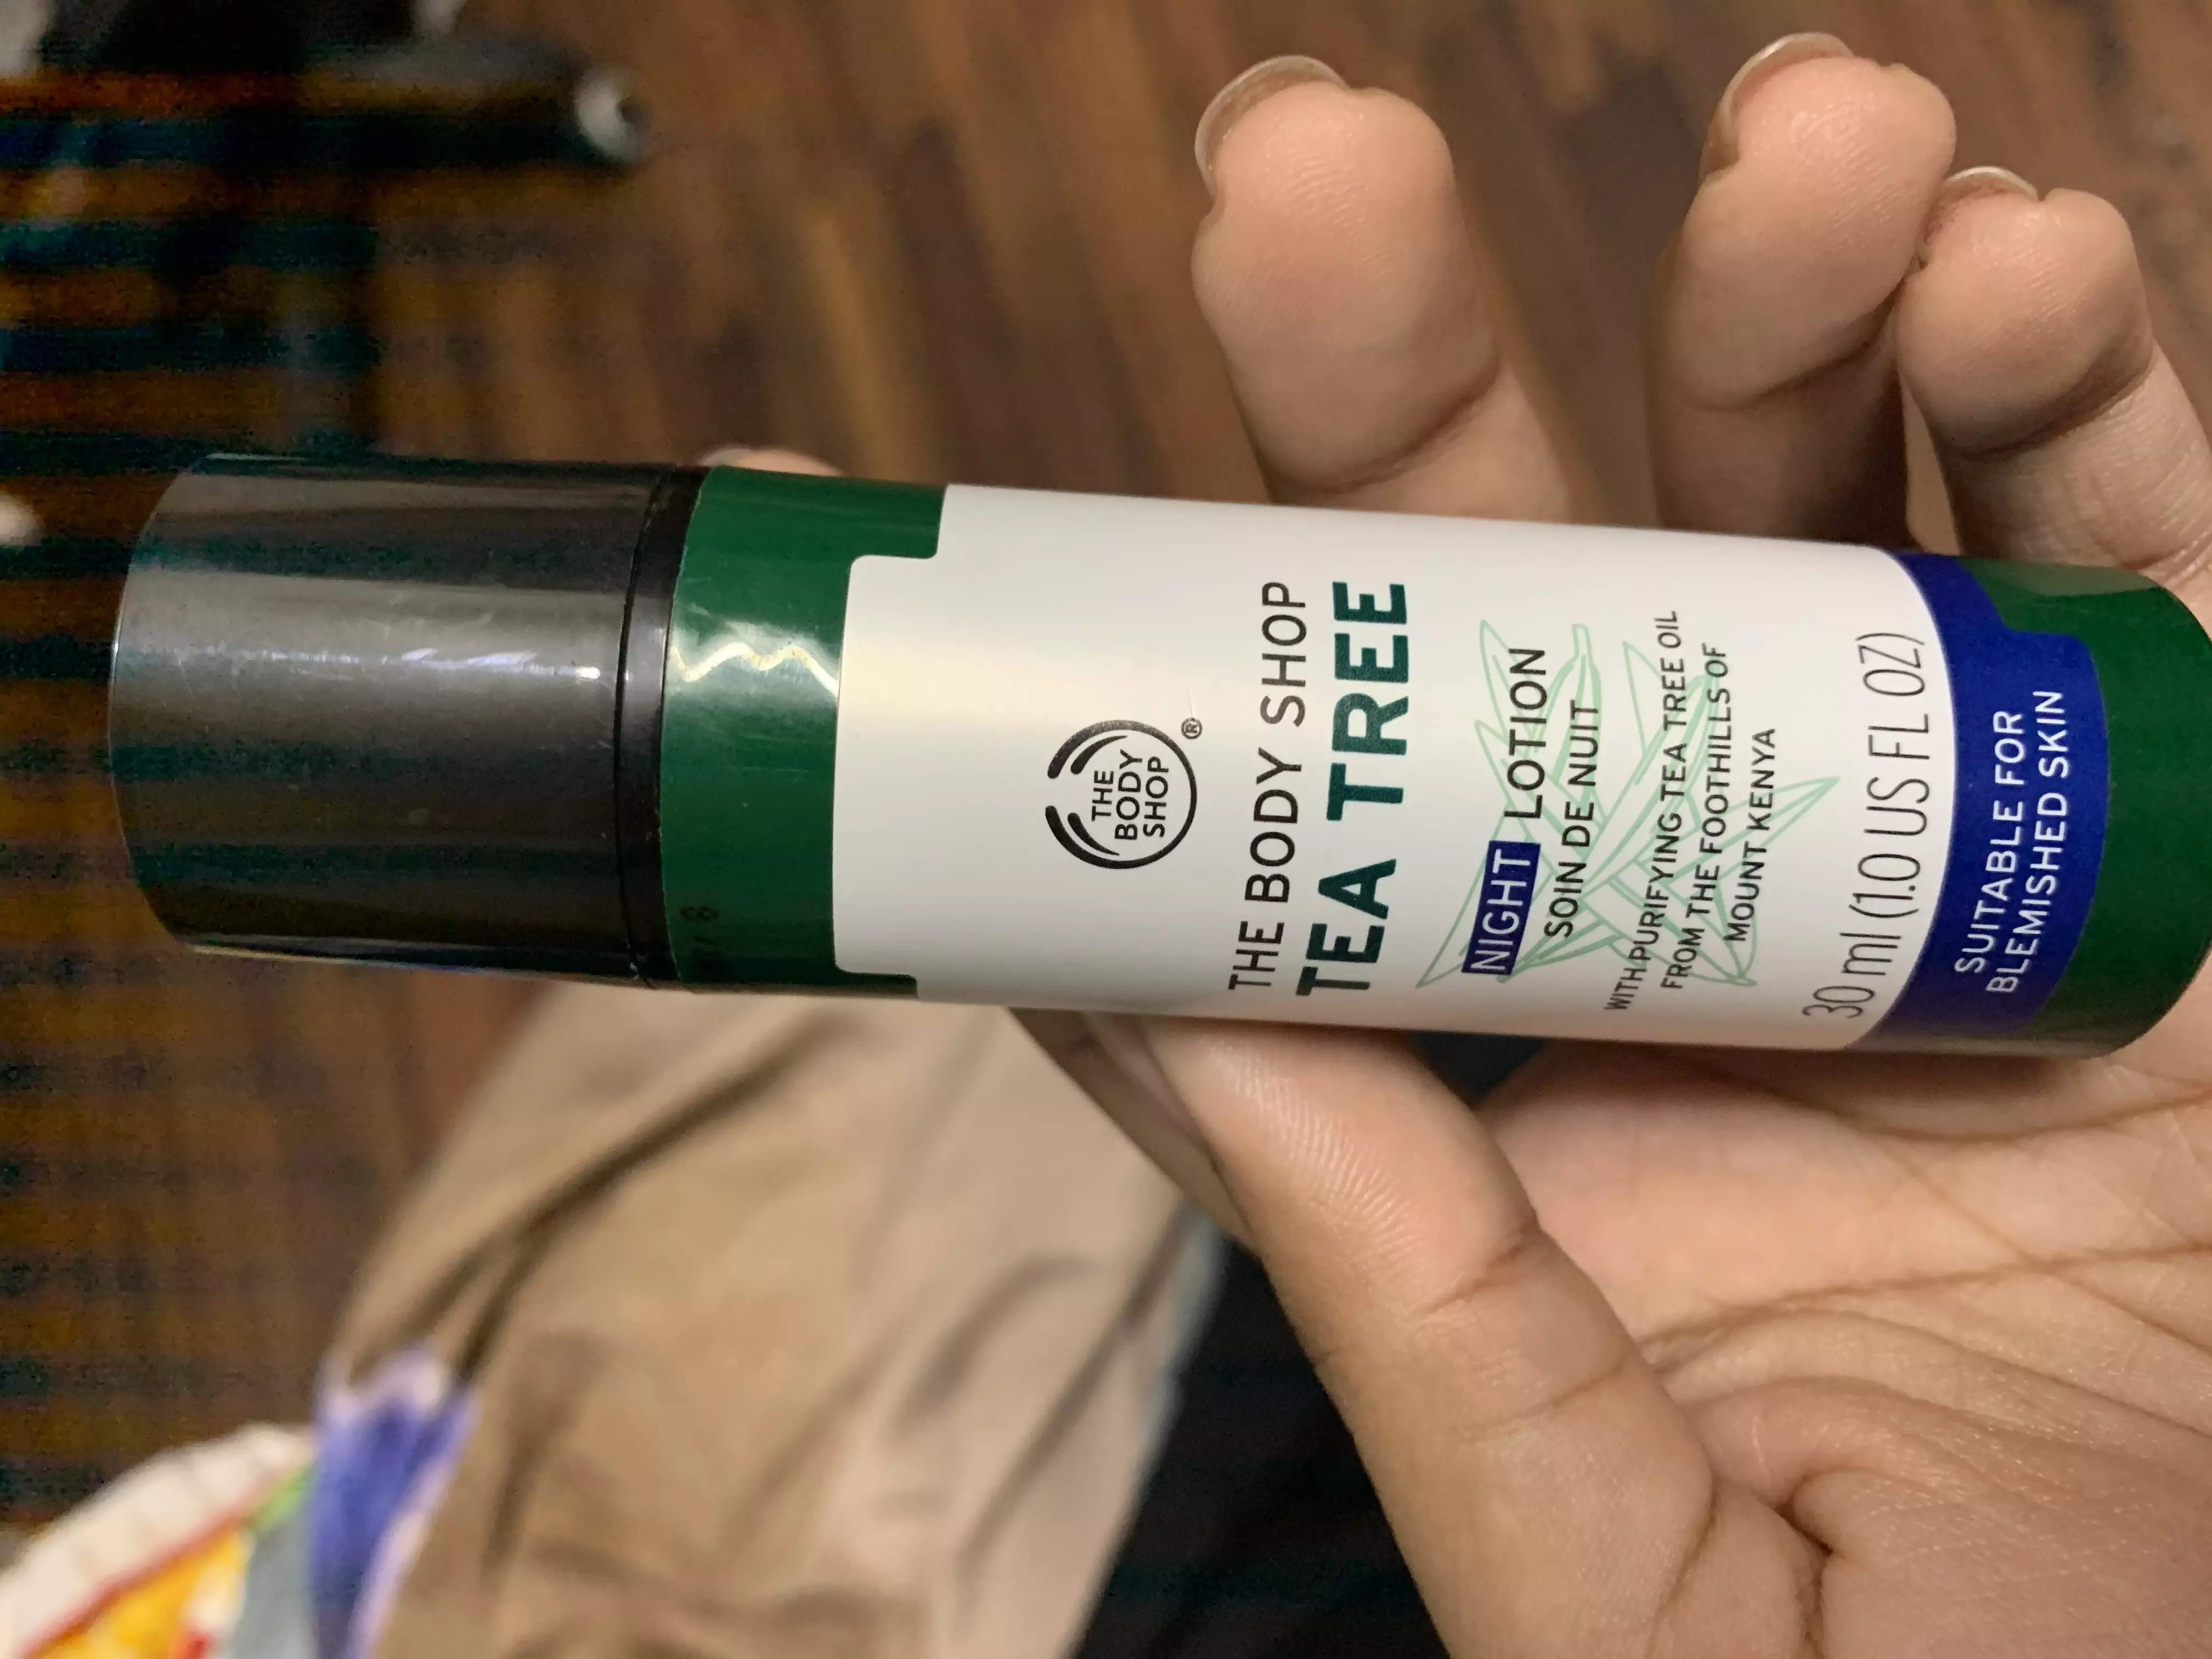 THE
BODY
SHOP
®
THE BODY SHOP
TEA TREE
NIGHT LOTION
SOIN DE NUIT
WITH PURIFYING TEA TREE OIL
FROM THE FOOTHILLS OF
MOUNT KENYA
30 ml (1.0 US FL OZ)
SUITABLE FOR
BLEMISHED SKIN